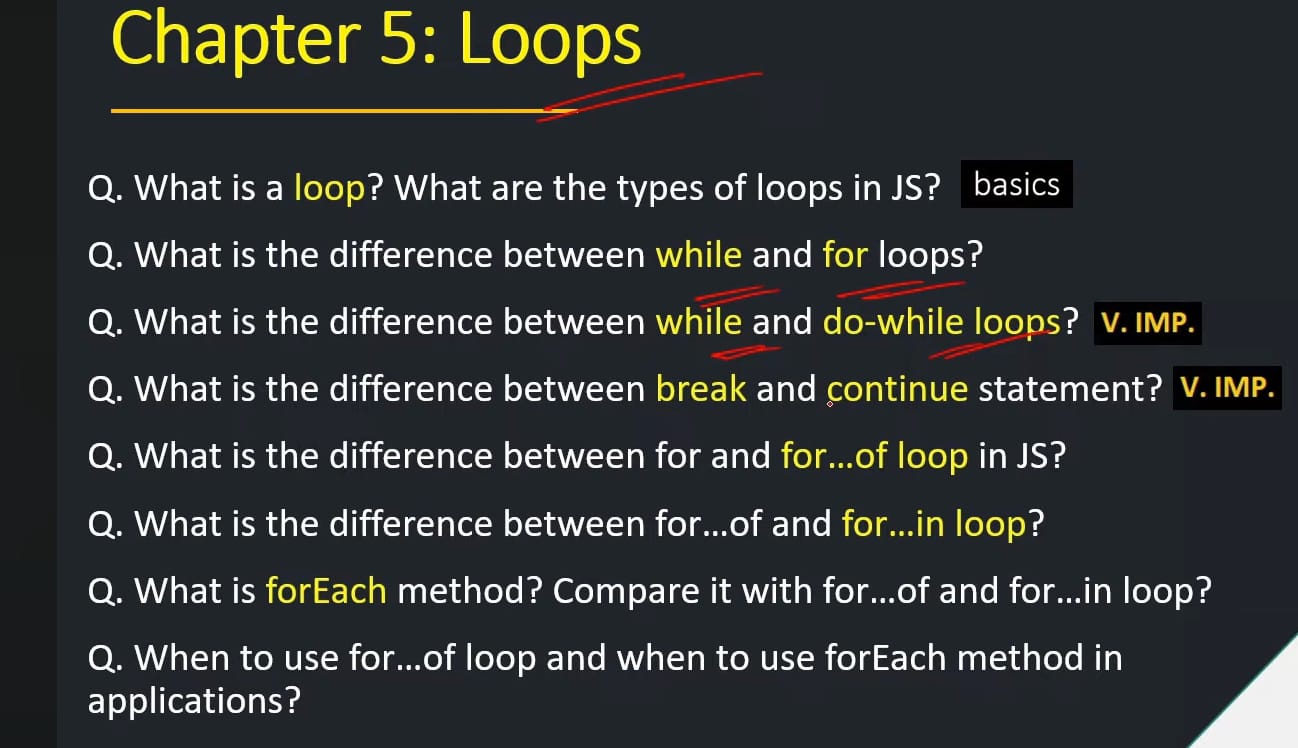 Chapter 5: Loops
Q. What is a loop? What are the types of loops in JS? basics
Q. What is the difference between while and for loops?
Q. What is the difference between while and do-while loops? V. IMP.
Q. What is the difference between break and continue statement? V. IMP.
Q. What is the difference between for and for...of loop in JS?
Q. What is the difference between for...of and for...in loop?
Q. What is forEach method? Compare it with for...of and for...in loop?
Q. When to use for...of loop and when to use forEach method in
applications?